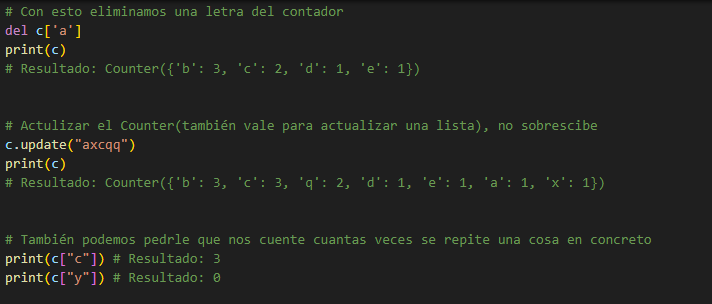 # Con esto eliminamos una letra del contador
del c['a']
print(c)
# Resultado: Counter({'b': 3, 'c': 2, 'd': 1, 'e': 1})
# Actulizar el Counter(también vale para actualizar una lista), no sobrescibe
c.update("axcqq")
print(c)
# Resultado: Counter({'b': 3, 'c': 3, 'q': 2, 'd': 1, 'e': 1, 'a': 1, 'x': 1})
# También podemos pedrle que nos cuente cuantas veces se repite una cosa en concreto
print(c["c"]) # Resultado: 3
print(c["y"]) # Resultado: 0